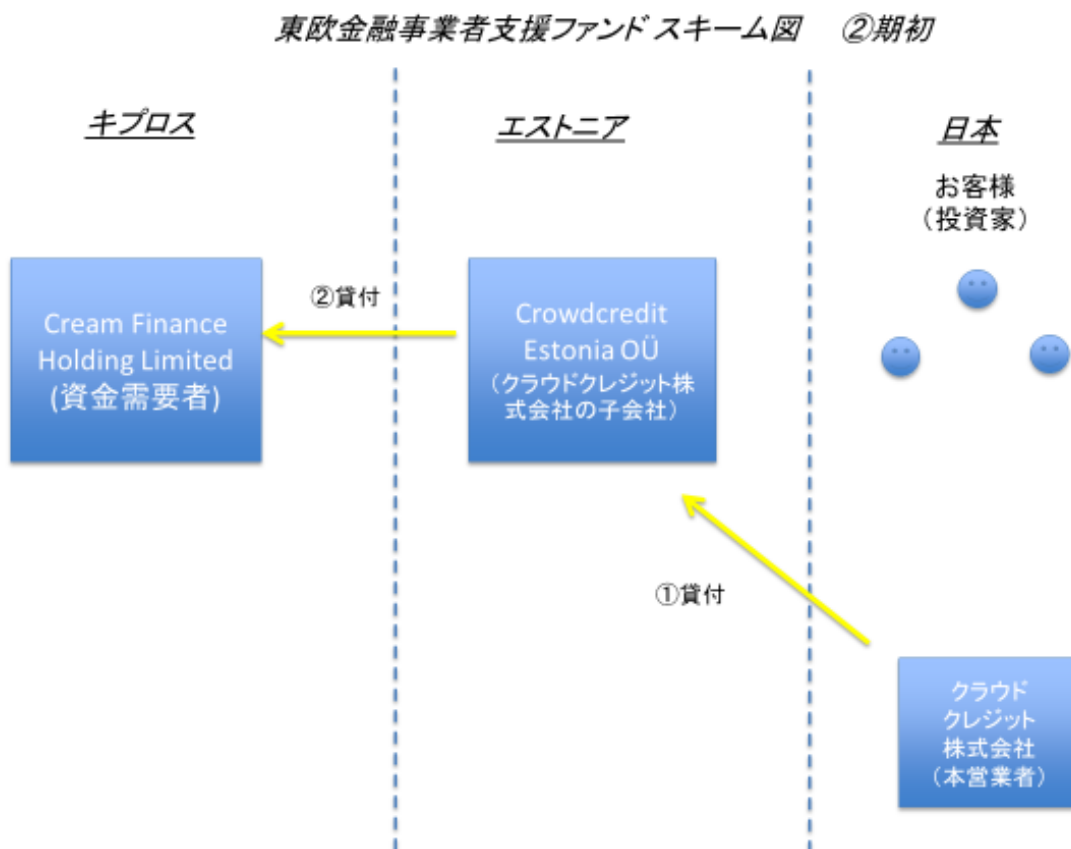 東欧金融事業者支援ファンド スキーム図 ②期初
キプロス
エストニア
日本
お客様
（投資家）
Cream Finance
Holding Limited
(資金需要者)
②貸付
Crowdcredit
Estonia OÜ
（クラウドクレジット株
式会社の子会社）
①貸付
クラウド
クレジット
株式会社
（本営業者）